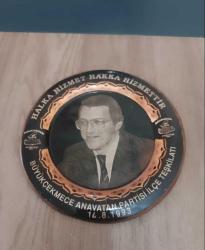 HALKA HİZMET HAKKA HİZMETTİR
BÜYÜKÇEKMECE ANAVATAN PARTİSİ İLÇE TEŞKİLATI
14.8.1993